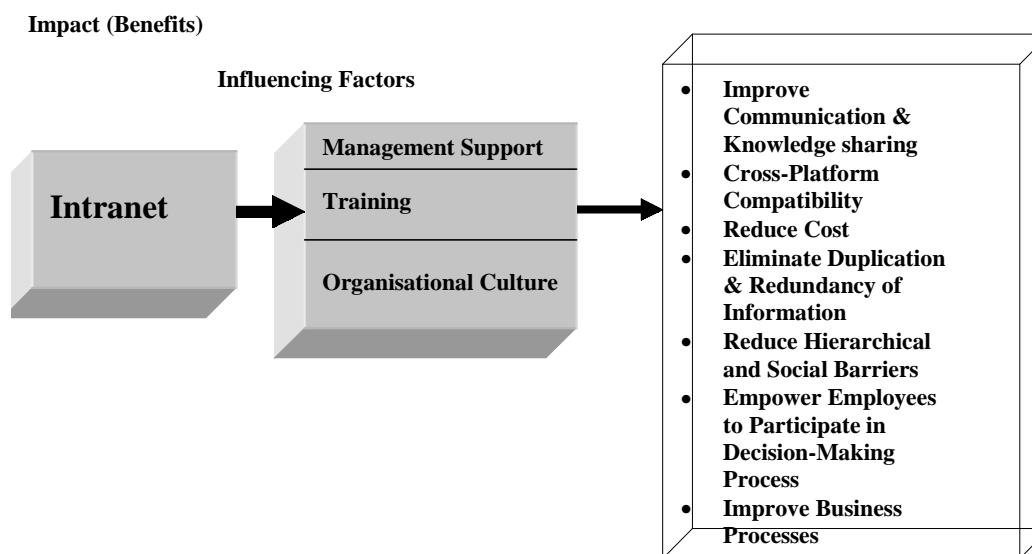 Impact (Benefits)
Influencing Factors
Intranet
Management Support
Training
Organisational Culture
• Improve
Communication &
Knowledge sharing
• Cross-Platform
Compatibility
• Reduce Cost
• Eliminate Duplication
& Redundancy of
Information
• Reduce Hierarchical
and Social Barriers
• Empower Employees
to Participate in
Decision-Making
Process
• Improve Business
Processes